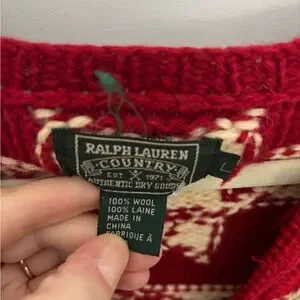 RALPH LAUREN
COUNTRY
EST 1971
AUTHENTIC DRY GOODS
L
100% WOOL
100% LAINE
MADE IN
CHINA
FABRIQUE À